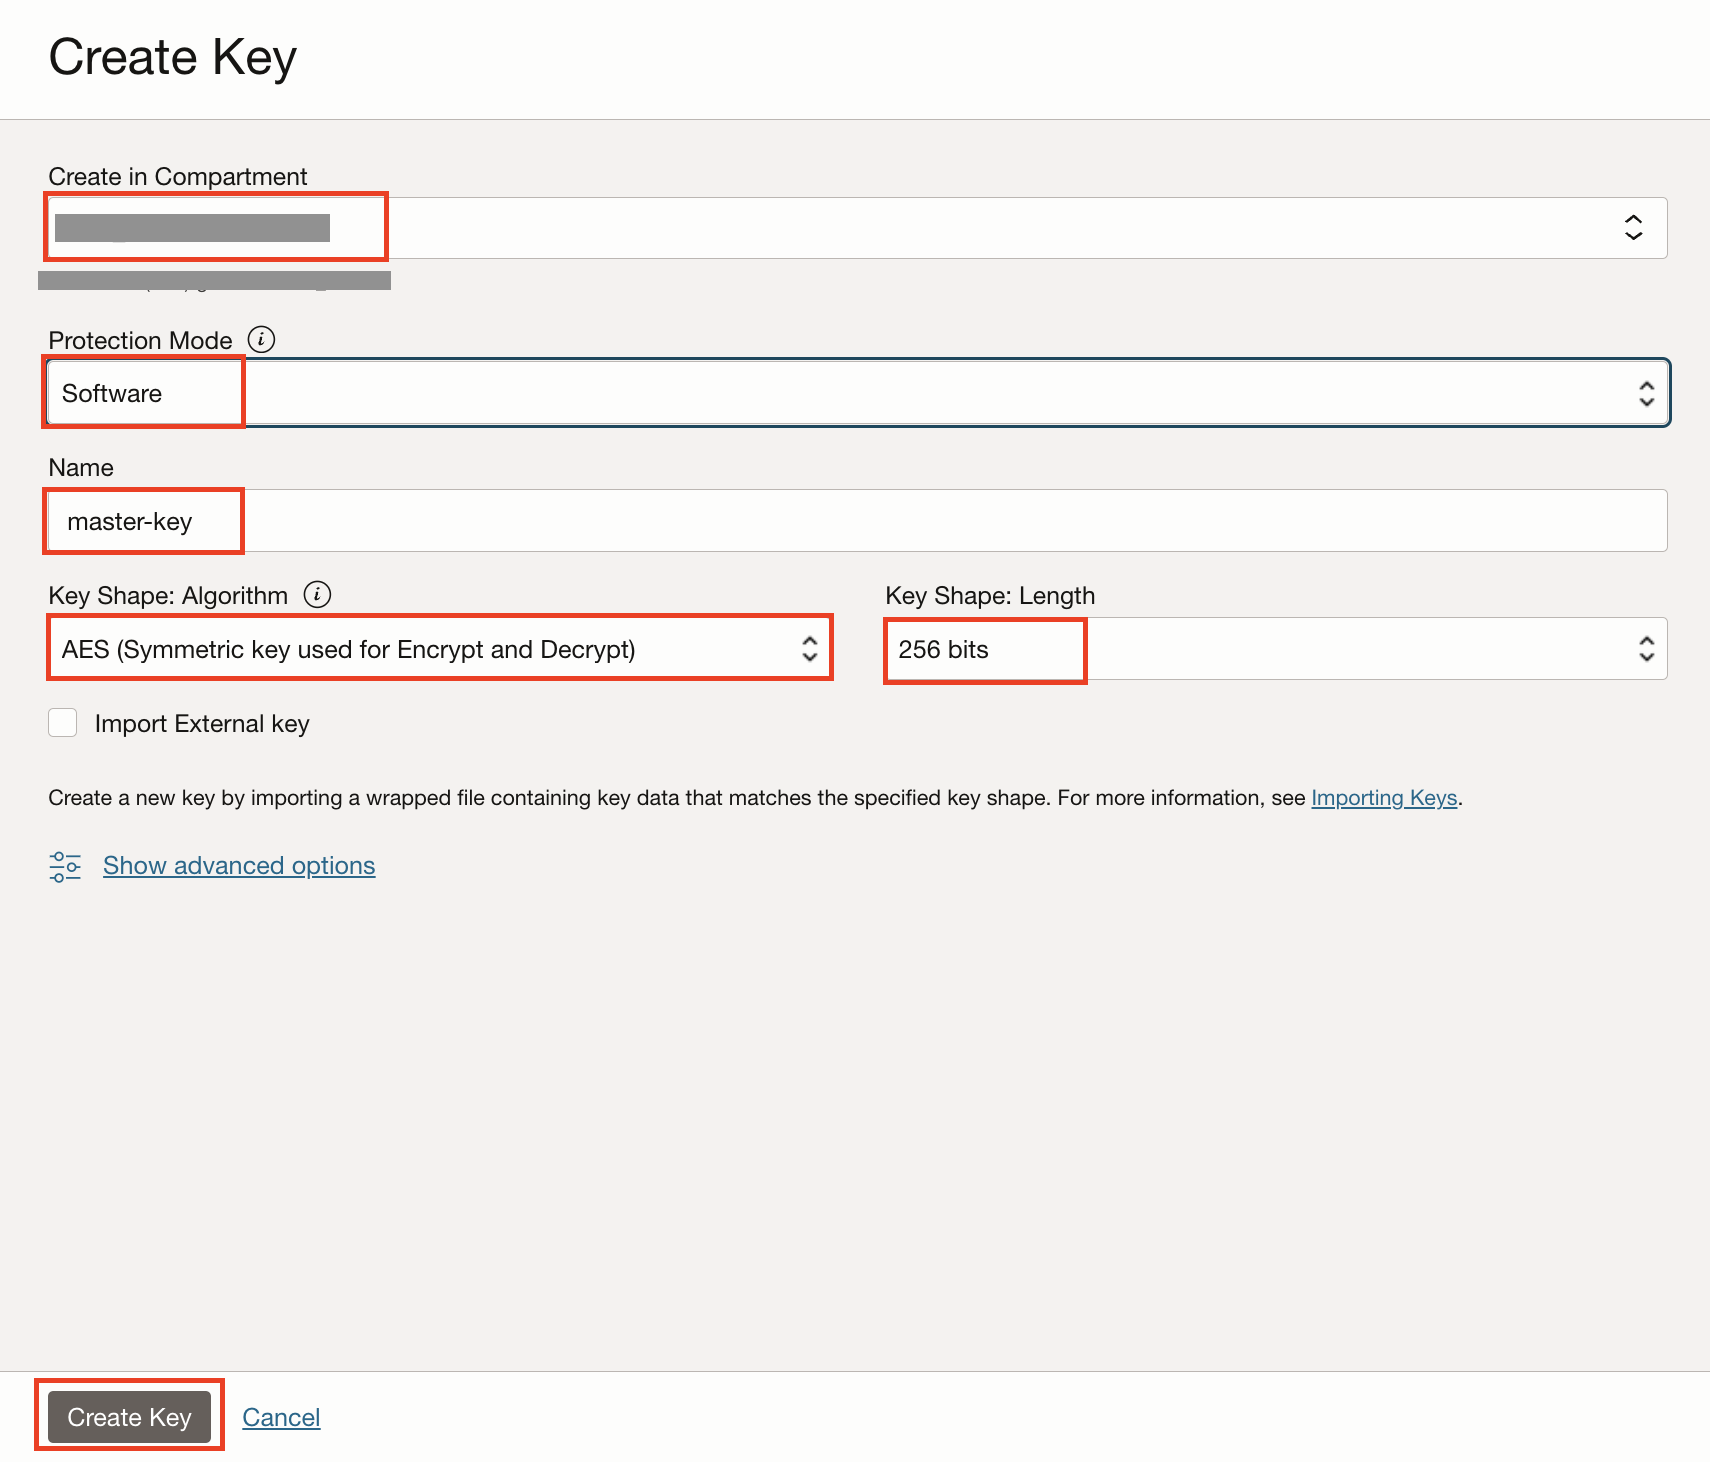 Create Key
Create in Compartment
Protection Mode i
Software
Name
master-key
Key Shape: Algorithm i
Key Shape: Length
AES (Symmetric key used for Encrypt and Decrypt)
256 bits
Import External key
Create a new key by importing a wrapped file containing key data that matches the specified key shape. For more information, see Importing Keys.
Show advanced options
Create Key
Cancel